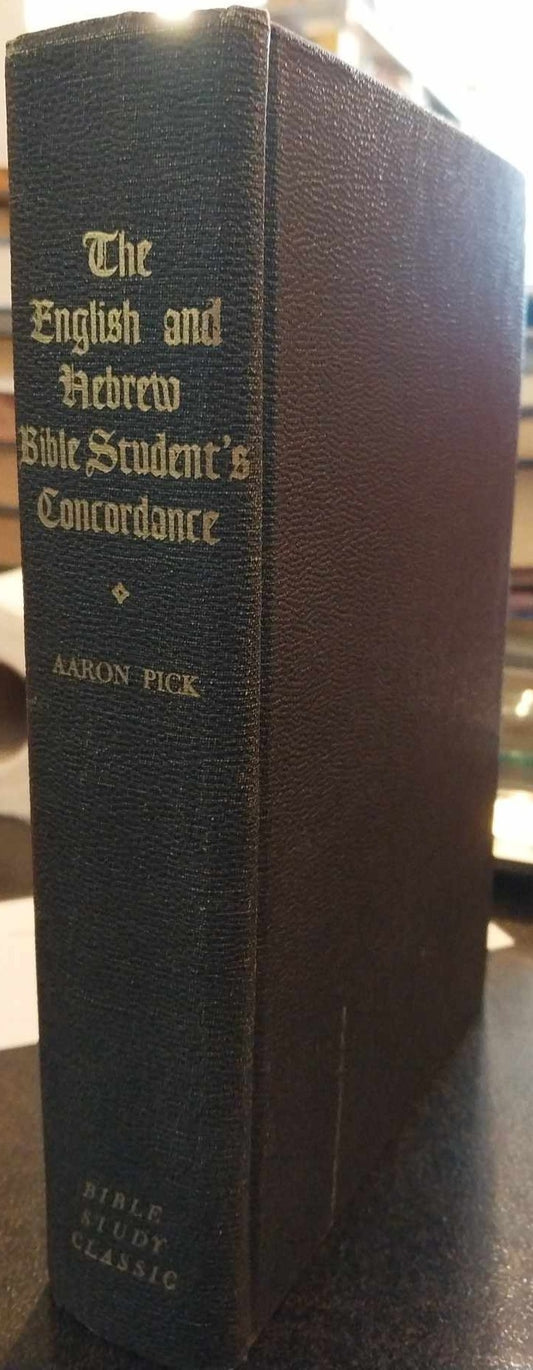 The
English and
Hebrew
Bible Student's
Concordance
AARON PICK
BIBLE
STUDY
CLASSIC